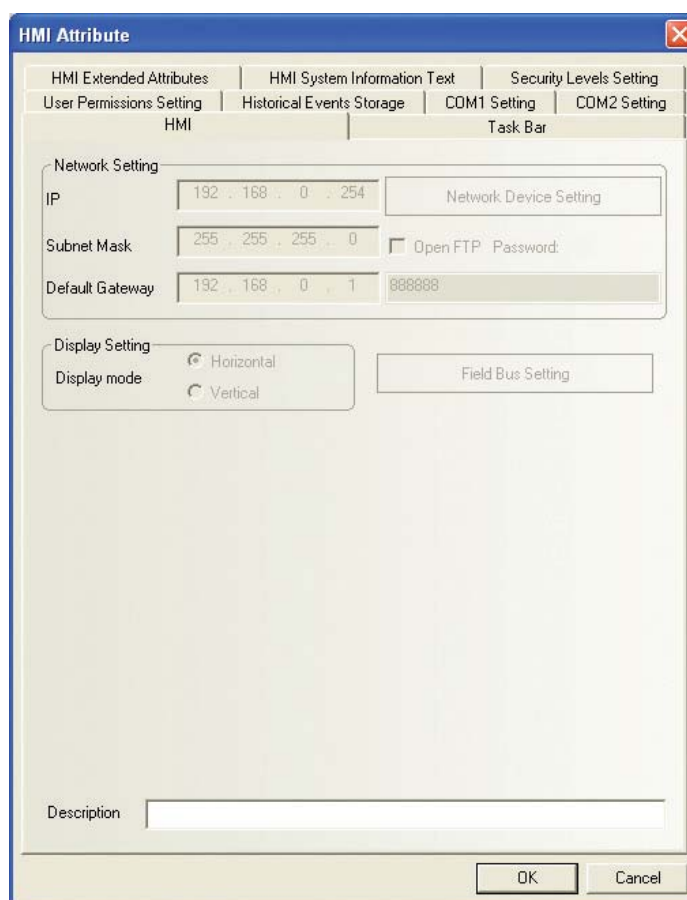 HMI Attribute
HMI Extended Attributes HMI System Information Text Security Levels Setting
User Permissions Setting Historical Events Storage COM1 Setting COM2 Setting
HMI Task Bar
Network Setting
IP 192 . 168 . 0 . 254 Network Device Setting
Subnet Mask 255 . 255 . 255 . 0 Open FTP Password:
Default Gateway 192 . 168 . 0 . 1 888888
Display Setting
Display mode
Horizontal
Vertical
Field Bus Setting
Description
OK Cancel